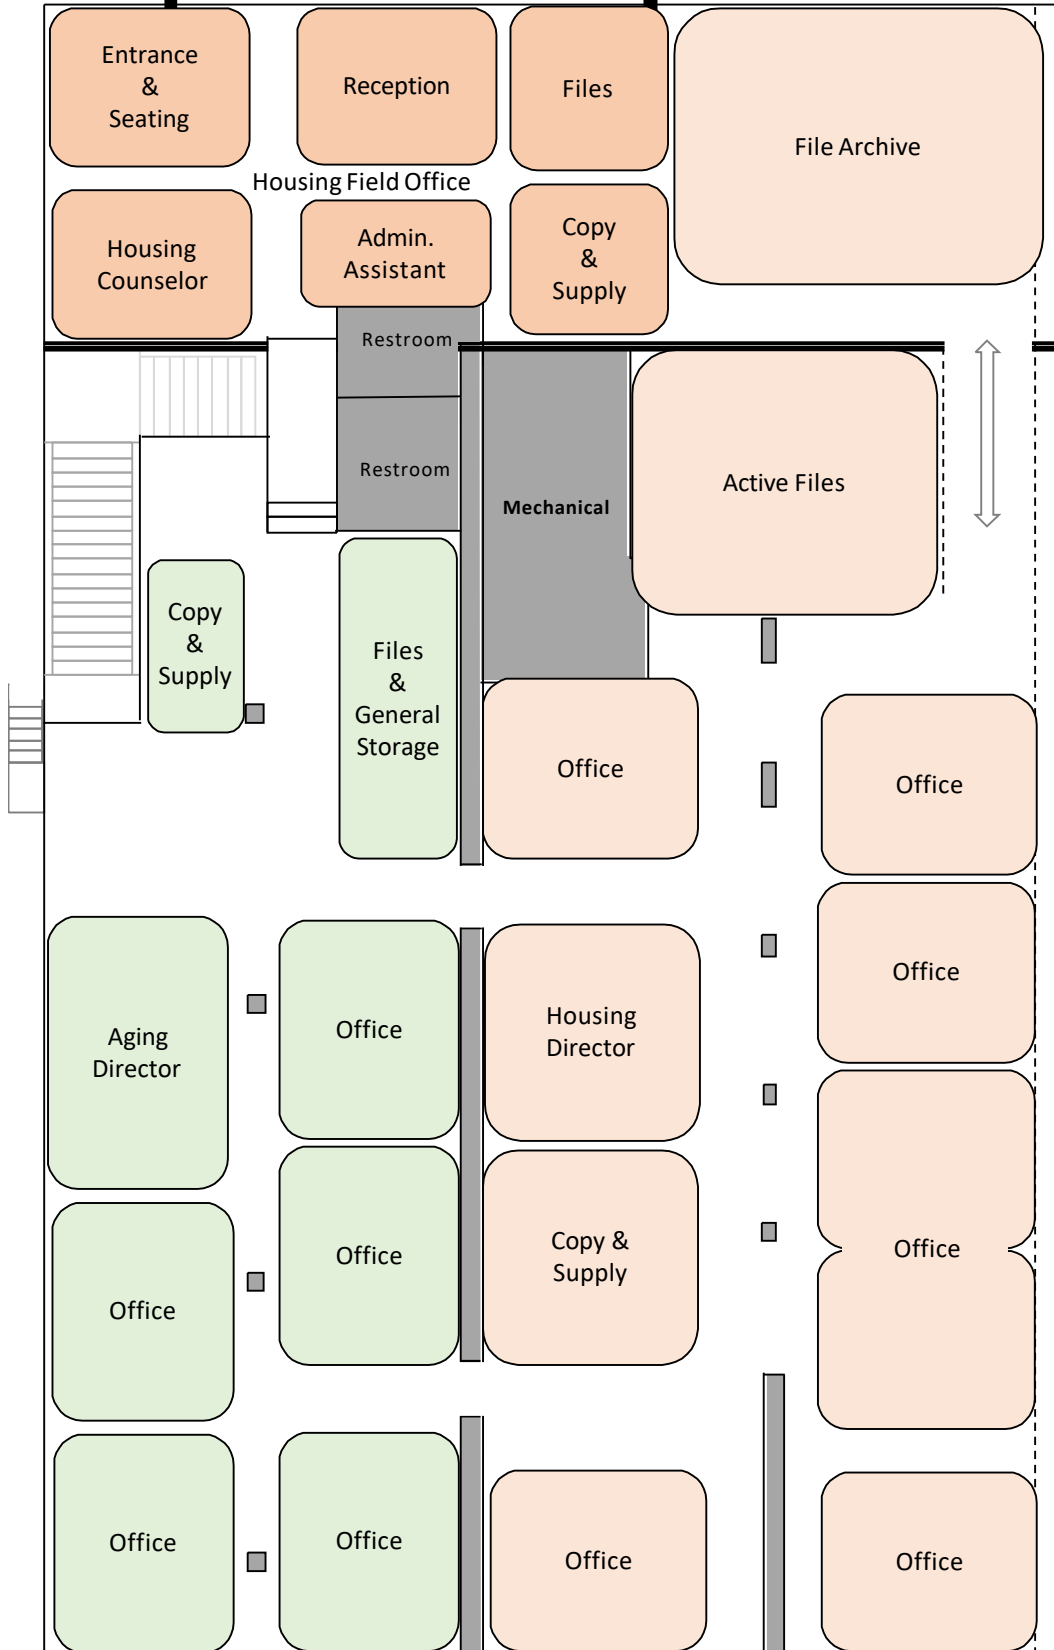 Entrance
&
Seating
Reception
Files
File Archive
Housing Field Office
Housing
Counselor
Admin.
Assistant
Copy
&
Supply
Restroom
Restroom
Mechanical
Active Files
Copy
&
Supply
Files
&
General
Storage
Office
Office
Aging
Director
Office
Housing
Director
Office
Office
Office
Copy &
Supply
Office
Office
Office
Office
Office